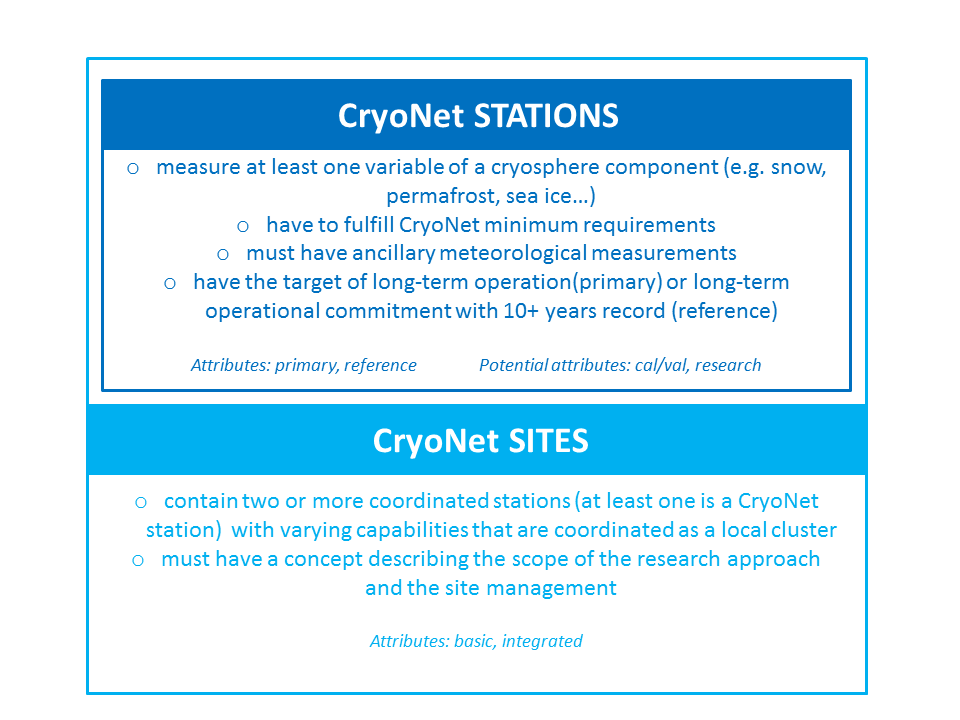 CryoNet STATIONS
o measure at least one variable of a cryosphere component (e.g. snow,
permafrost, sea ice…)
o have to fulfill CryoNet minimum requirements
o must have ancillary meteorological measurements
o have the target of long-term operation(primary) or long-term
operational commitment with 10+ years record (reference)
Attributes: primary, reference Potential attributes: cal/val, research
CryoNet SITES
o contain two or more coordinated stations (at least one is a CryoNet
station) with varying capabilities that are coordinated as a local cluster
o must have a concept describing the scope of the research approach
and the site management
Attributes: basic, integrated